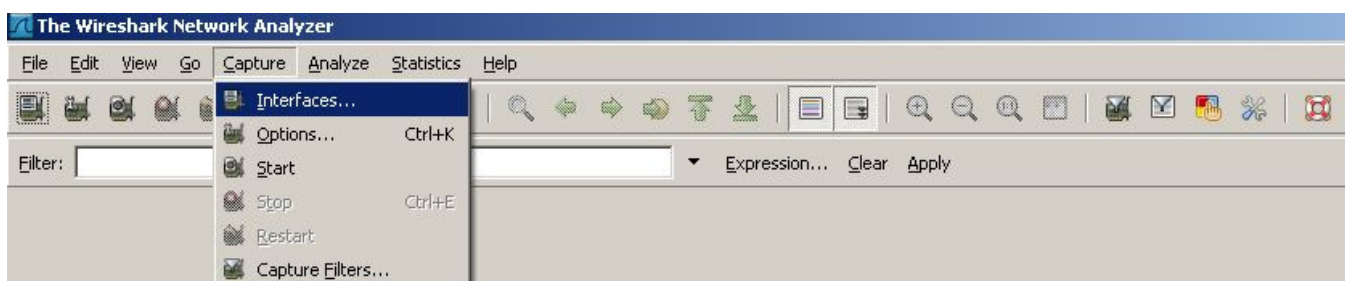 The Wireshark Network Analyzer
File Edit View Go Capture Analyze Statistics Help
Interfaces...
Options... Ctrl+K
Start
Stop Ctrl+E
Restart
Capture Filters...
Filter: Expression... Clear Apply